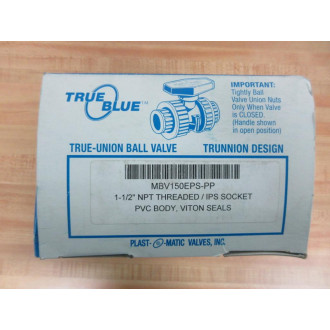 TRUE
BLUE™
IMPORTANT:
Tightly Ball
Valve Union Nuts
Only When Valve
is CLOSED.
(Handle shown
in open position)
TRUE-UNION BALL VALVE
TRUNNION DESIGN
MBV150EPS-PP
1-1/2" NPT THREADED / IPS SOCKET
PVC BODY, VITON SEALS
PLAST-O-MATIC VALVES, INC.